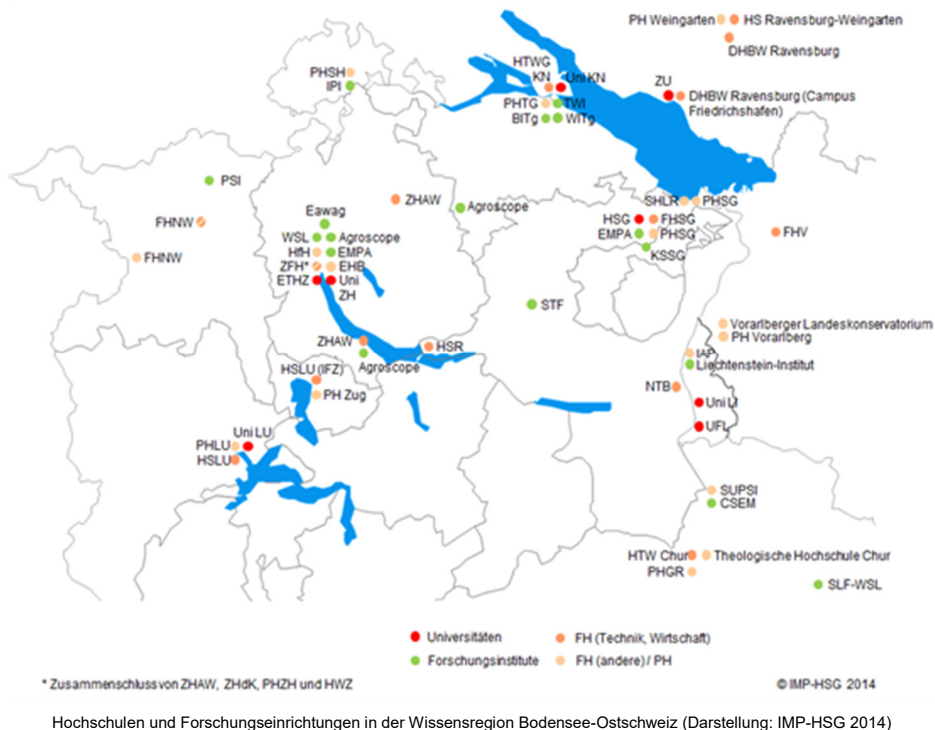 PH Weingarten HS Ravensburg-Weingarten
DHBW Ravensburg
HTWG
KN Uni KN
ZU
DHBW Ravensburg (Campus
Friedrichshafen)
PHSH
IPI
PHTG TWI
BITg WITg
PSI
ZHAW
Agroscope
SHLR PHSG
FHNW
Eawag
HSG FHSG
WSL Agroscope
EMPA PHSG
FHV
HfH EMPA
KSSG
FHNW
ZFH* EHB
ETHZ Uni
ZH
STF
Vorarlberger Landeskonservatorium
PH Vorarlberg
ZHAW
HSR
IAP
Agroscope
Liechtenstein-Institut
HSLU (IFZ)
NTB
PH Zug
Uni LI
UFL
Uni LU
PHLU
HSLU
SUPSI
CSEM
HTW Chur Theologische Hochschule Chur
PHGR
SLF-WSL
Universitäten FH (Technik, Wirtschaft)
Forschungsinstitute FH (andere) / PH
* Zusammenschluss von ZHAW, ZHdK, PHZH und HWZ
© IMP-HSG 2014
Hochschulen und Forschungseinrichtungen in der Wissensregion Bodensee-Ostschweiz (Darstellung: IMP-HSG 2014)